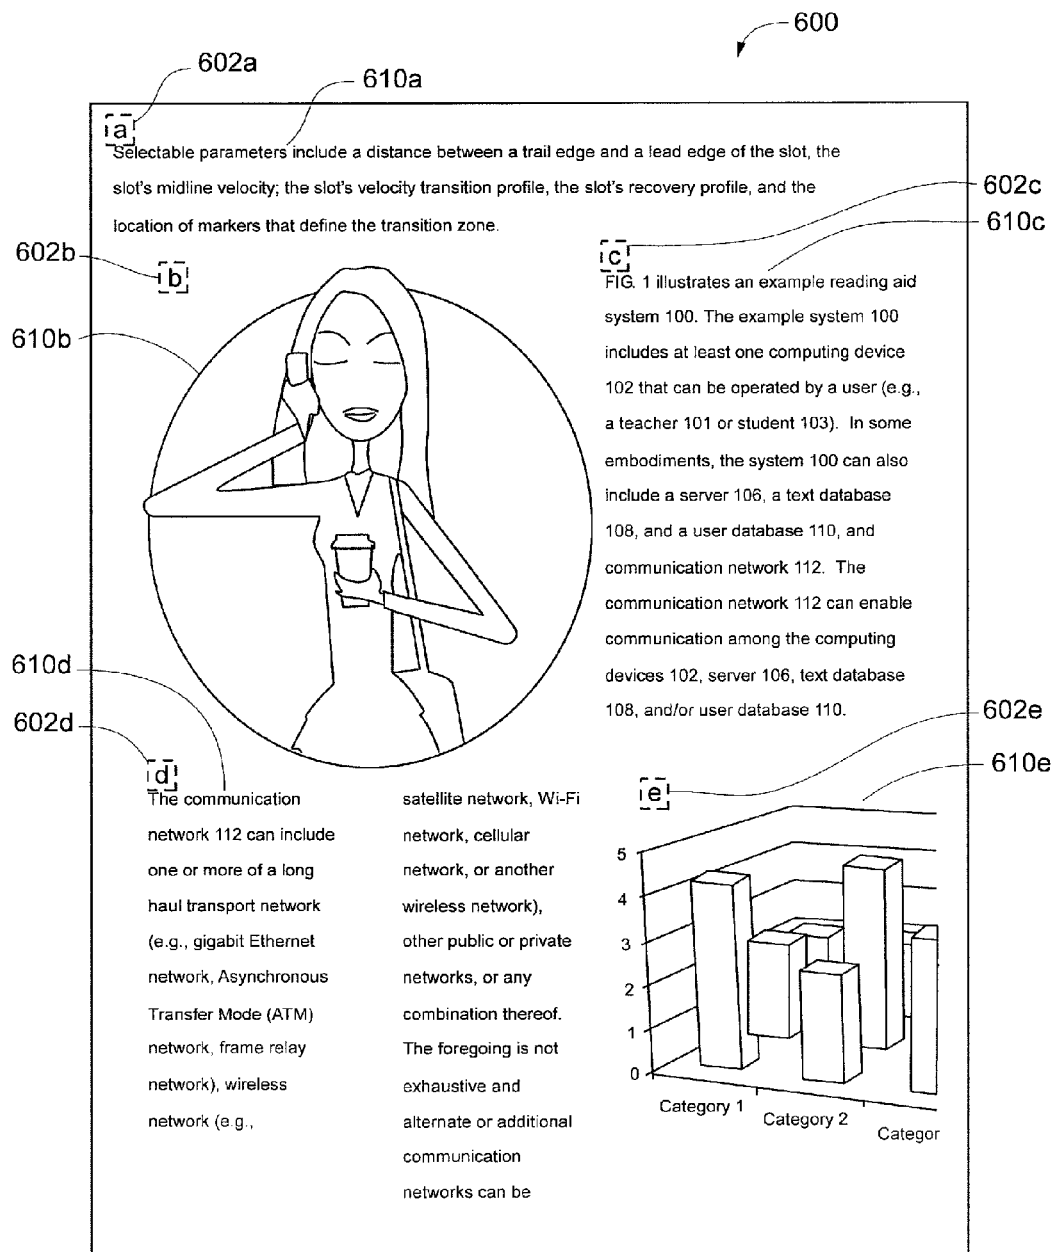 600
602a
610a
a
Selectable parameters include a distance between a trail edge and a lead edge of the slot, the
slot's midline velocity; the slot's velocity transition profile, the slot's recovery profile, and the
location of markers that define the transition zone.
602c
610c
602b
b
610b
c
FIG. 1 illustrates an example reading aid
system 100. The example system 100
includes at least one computing device
102 that can be operated by a user (e.g.,
a teacher 101 or student 103). In some
embodiments, the system 100 can also
include a server 106, a text database
108, and a user database 110, and
communication network 112. The
communication network 112 can enable
communication among the computing
devices 102, server 106, text database
108, and/or user database 110.
610d
602d
d
The communication
network 112 can include
one or more of a long
haul transport network
(e.g., gigabit Ethernet
network, Asynchronous
Transfer Mode (ATM)
network, frame relay
network), wireless
network (e.g.,
satellite network, Wi-Fi
network, cellular
network, or another
wireless network),
other public or private
networks, or any
combination thereof.
The foregoing is not
exhaustive and
alternate or additional
communication
networks can be
602e
610e
e
5
4
3
2
1
0
Category 1
Category 2
Categor